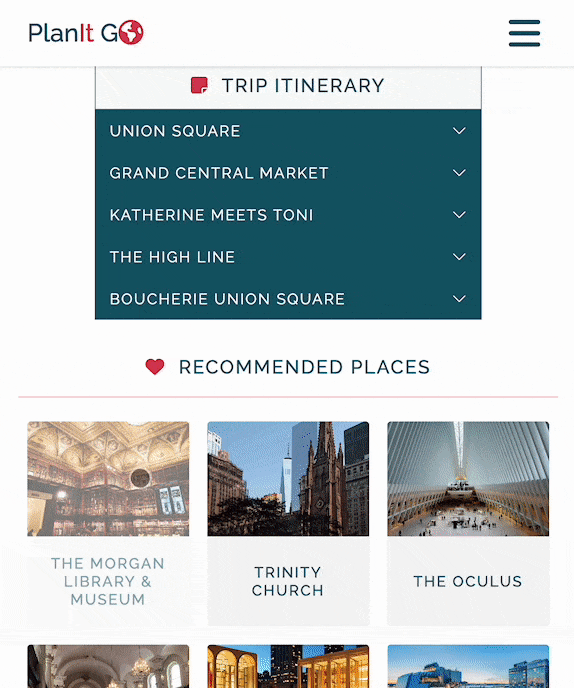 PlanIt GO
TRIP ITINERARY
UNION SQUARE
GRAND CENTRAL MARKET
KATHERINE MEETS TONI
THE HIGH LINE
BOUCHERIE UNION SQUARE
RECOMMENDED PLACES
THE MORGAN
LIBRARY &
MUSEUM
TRINITY
CHURCH
THE OCULUS